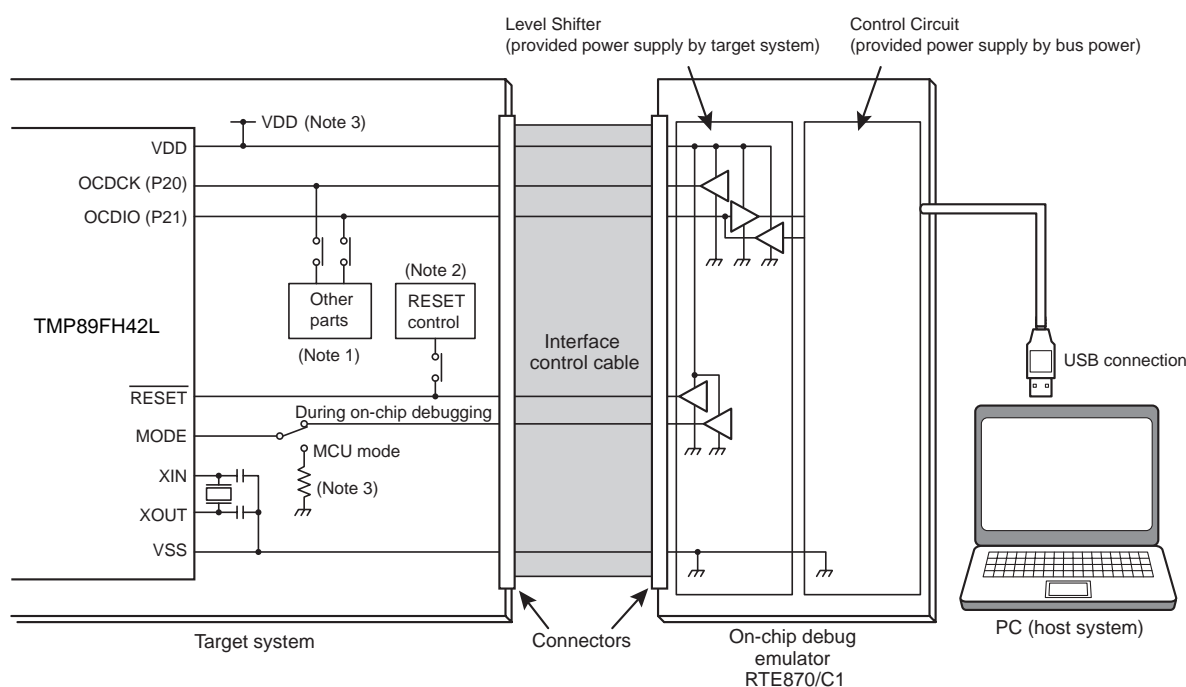 Level Shifter
(provided power supply by target system)
Control Circuit
(provided power supply by bus power)
VDD (Note 3)
VDD
OCDCK (P20)
OCDIO (P21)
(Note 2)
Other
parts
RESET
control
(Note 1)
TMP89FH42L
Interface
control cable
USB connection
RESET
During on-chip debugging
MODE
MCU mode
XIN
(Note 3)
XOUT
VSS
Target system
Connectors
On-chip debug
emulator
RTE870/C1
PC (host system)